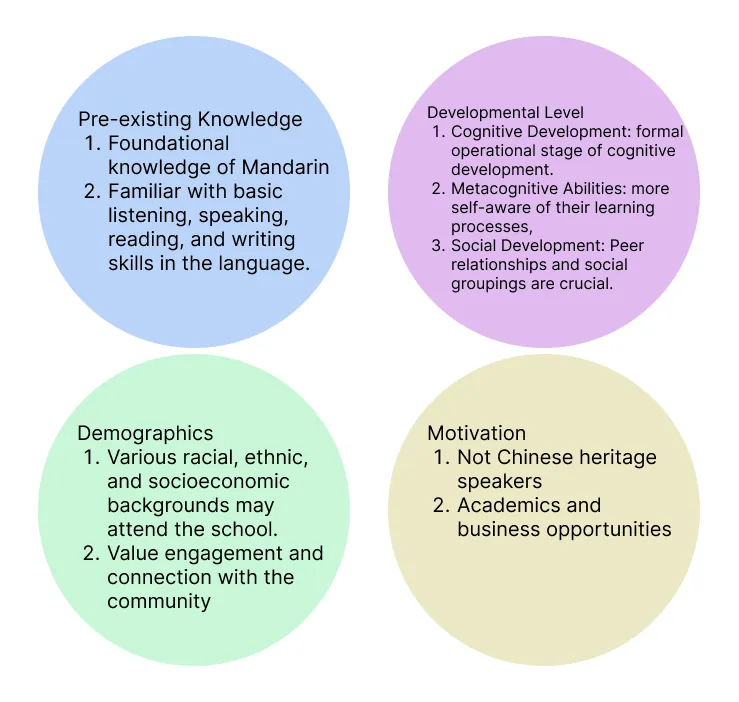 Pre-existing Knowledge
1. Foundational
knowledge of Mandarin
2. Familiar with basic
listening, speaking,
reading, and writing
skills in the language.
Developmental Level
1. Cognitive Development: formal
operational stage of cognitive
development.
2. Metacognitive Abilities: more
self-aware of their learning
processes,
3. Social Development: Peer
relationships and social
groupings are crucial.
Demographics
1. Various racial, ethnic,
and socioeconomic
backgrounds may
attend the school.
2. Value engagement and
connection with the
community
Motivation
1. Not Chinese heritage
speakers
2. Academics and
business opportunities